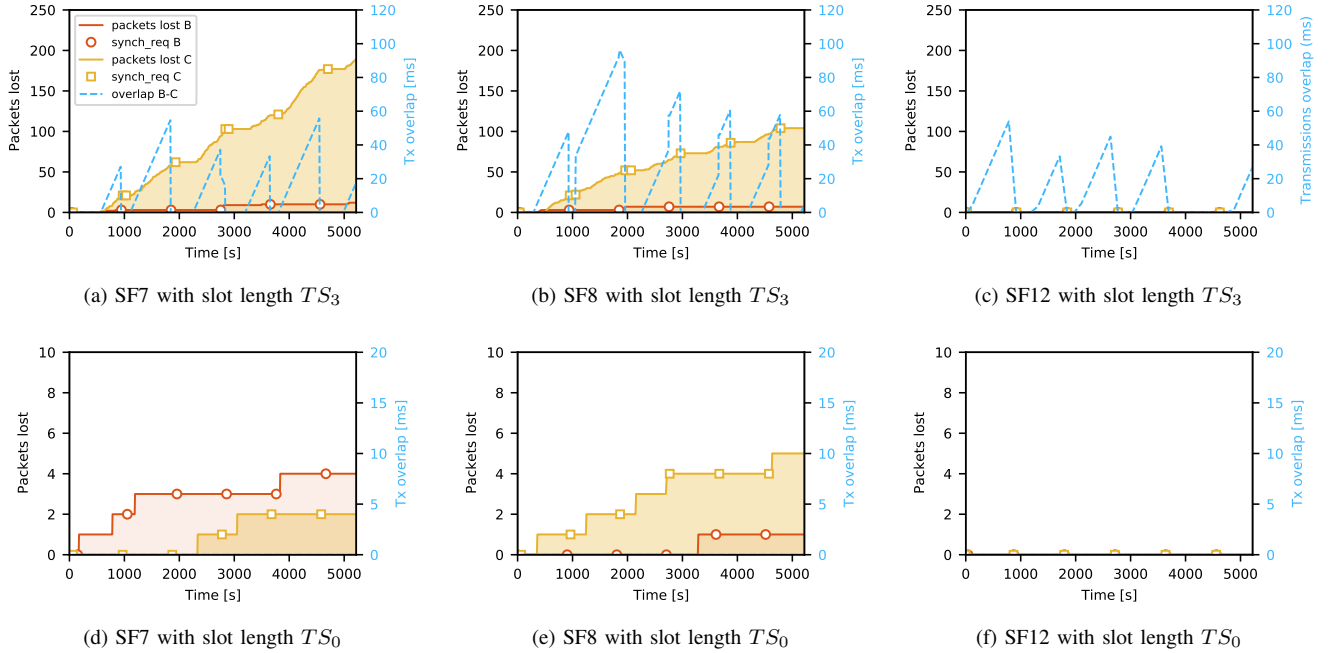 250
200
150
100
50
0
Packets lost
packets lost B
synch_req B
packets lost C
synch_req C
overlap B-C
120
100
80
60
40
20
0
Tx overlap [ms]
0 1000 2000 3000 4000 5000
Time [s]
(a) SF7 with slot length TS3
250
200
150
100
50
0
Packets lost
120
100
80
60
40
20
0
Tx overlap [ms]
0 1000 2000 3000 4000 5000
Time [s]
(b) SF8 with slot length TS3
250
200
150
100
50
0
Packets lost
120
100
80
60
40
20
0
Transmissions overlap (ms)
0 1000 2000 3000 4000 5000
Time [s]
(c) SF12 with slot length TS3
10
8
6
4
2
0
Packets lost
20
15
10
5
0
Tx overlap [ms]
0 1000 2000 3000 4000 5000
Time [s]
(d) SF7 with slot length TS0
10
8
6
4
2
0
Packets lost
20
15
10
5
0
Tx overlap [ms]
0 1000 2000 3000 4000 5000
Time [s]
(e) SF8 with slot length TS0
10
8
6
4
2
0
Packets lost
20
15
10
5
0
Tx overlap [ms]
0 1000 2000 3000 4000 5000
Time [s]
(f) SF12 with slot length TS0